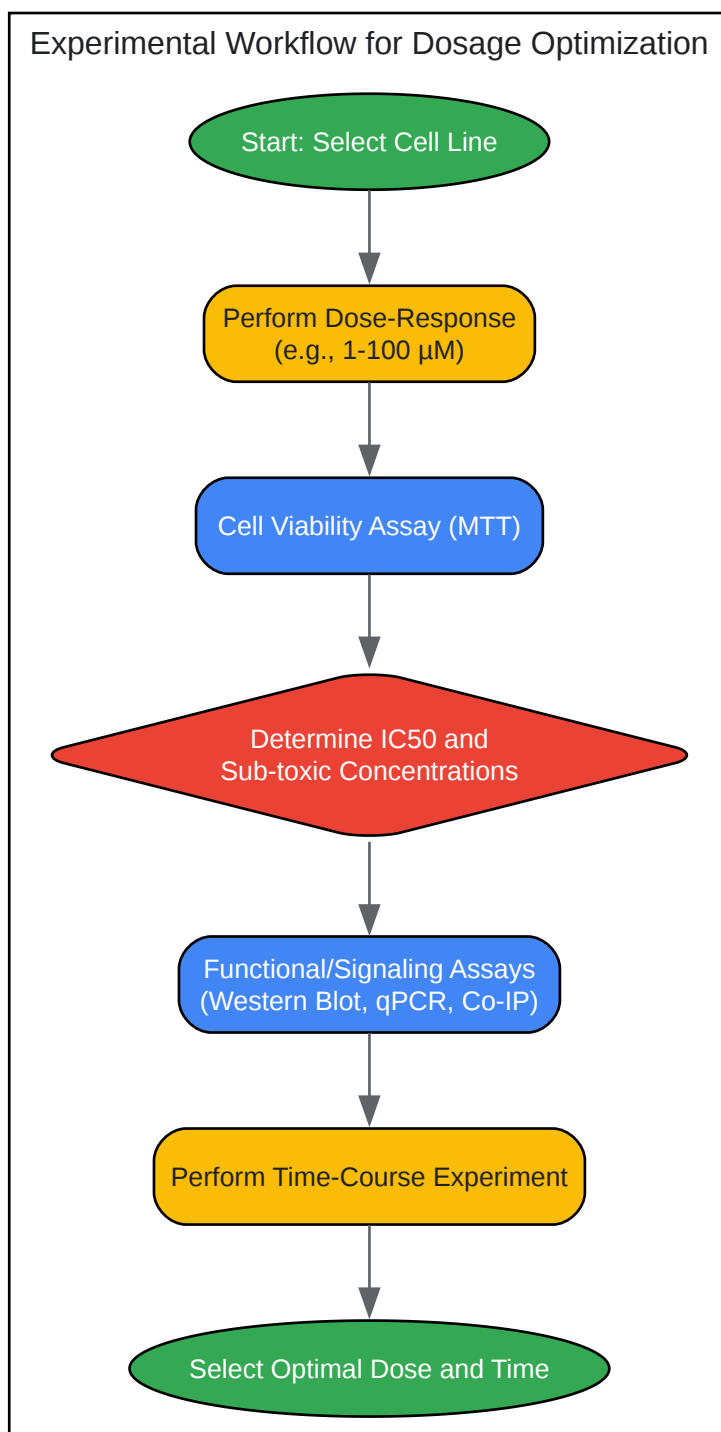 Experimental Workflow for Dosage Optimization
Start: Select Cell Line
Perform Dose-Response
(e.g., 1-100 µM)
Cell Viability Assay (MTT)
Determine IC50 and
Sub-toxic Concentrations
Functional/Signaling Assays
(Western Blot, qPCR, Co-IP)
Perform Time-Course Experiment
Select Optimal Dose and Time